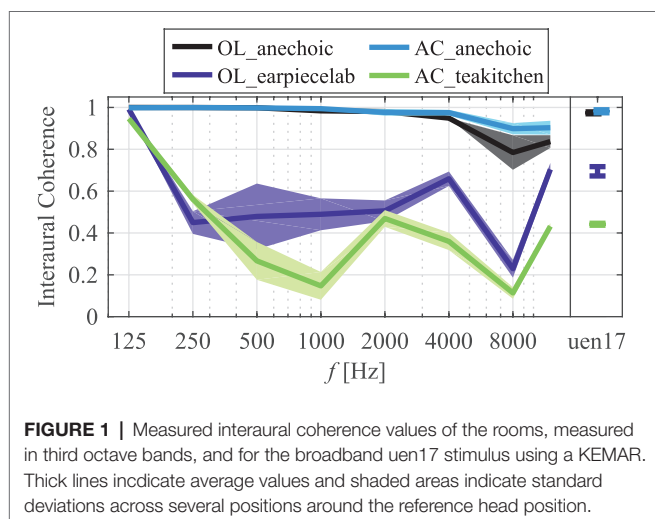 OL_anechoic AC_anechoic
OL_earpiecelab AC_teakitchen
Interaural Coherence
1
0.8
0.6
0.4
0.2
0
125 250 500 1000 2000 4000 8000 uen17
f [Hz]
FIGURE 1 | Measured interaural coherence values of the rooms, measured
in third octave bands, and for the broadband uen17 stimulus using a KEMAR.
Thick lines incdicate average values and shaded areas indicate standard
deviations across several positions around the reference head position.